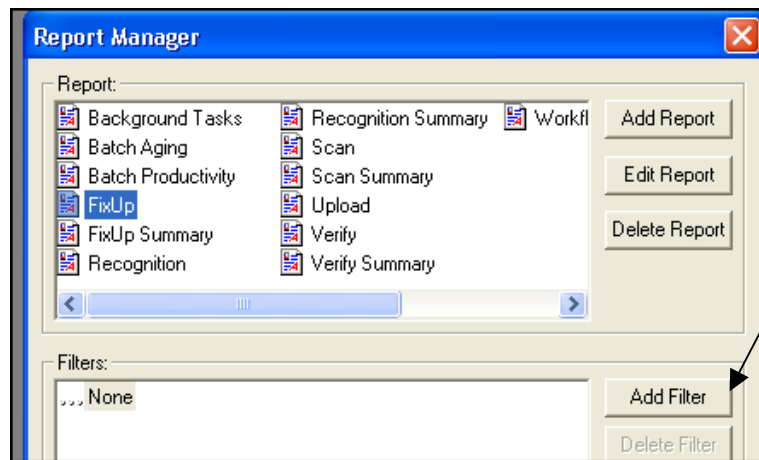 Report Manager
Report:
Background Tasks
Batch Aging
Batch Productivity
FixUp
FixUp Summary
Recognition
Recognition Summary
Scan
Scan Summary
Upload
Verify
Verify Summary
Workfl
Add Report
Edit Report
Delete Report
Filters:
... None
Add Filter
Delete Filter